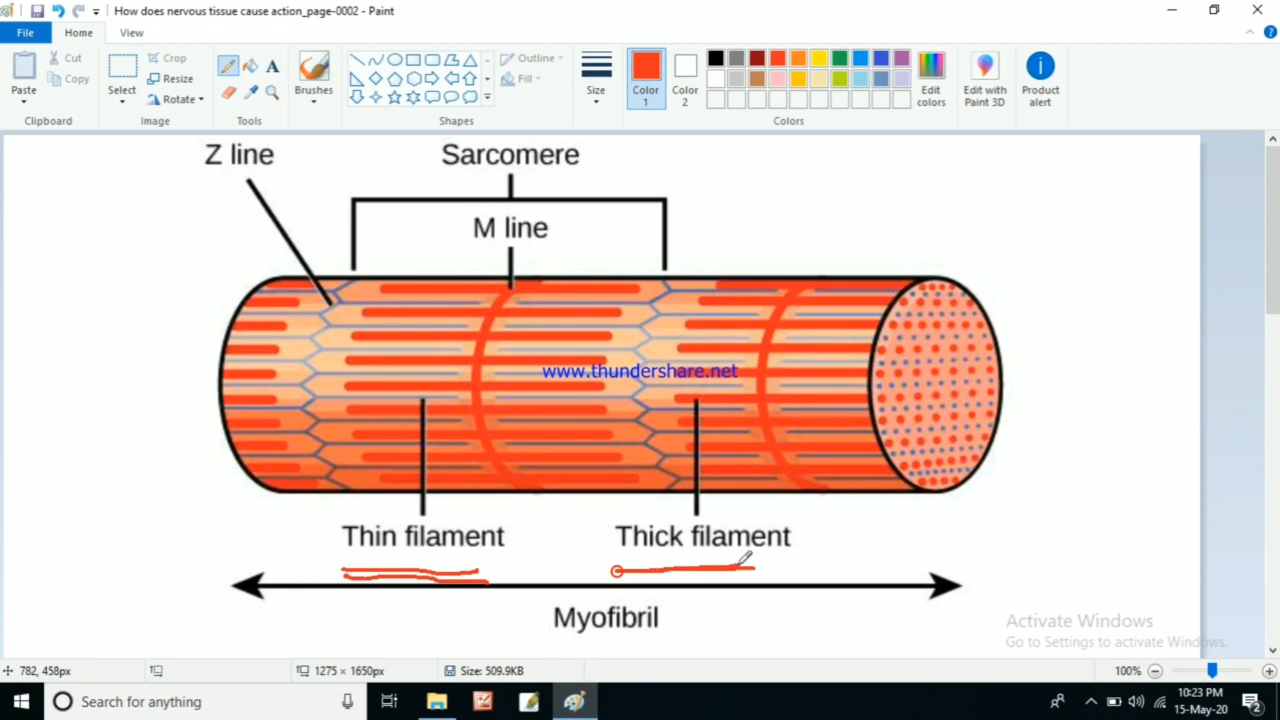 How does nervous tissue cause action_page-0002 - Paint
File
Home
View
Paste
Cut
Copy
Clipboard
Select
Crop
Resize
Rotate
Image
A
Tools
Brushes
Shapes
Outline
Fill
Size
Color 1
Color 2
Colors
Edit colors
Edit with Paint 3D
Product alert
Z line
Sarcomere
M line
www.thundershare.net
Thin filament
Thick filament
Myofibril
Activate Windows
Go to Settings to activate Windows.
782, 458px
1275 × 1650px
Size: 509.9KB
100%
Search for anything
10:23 PM
15-May-20
2